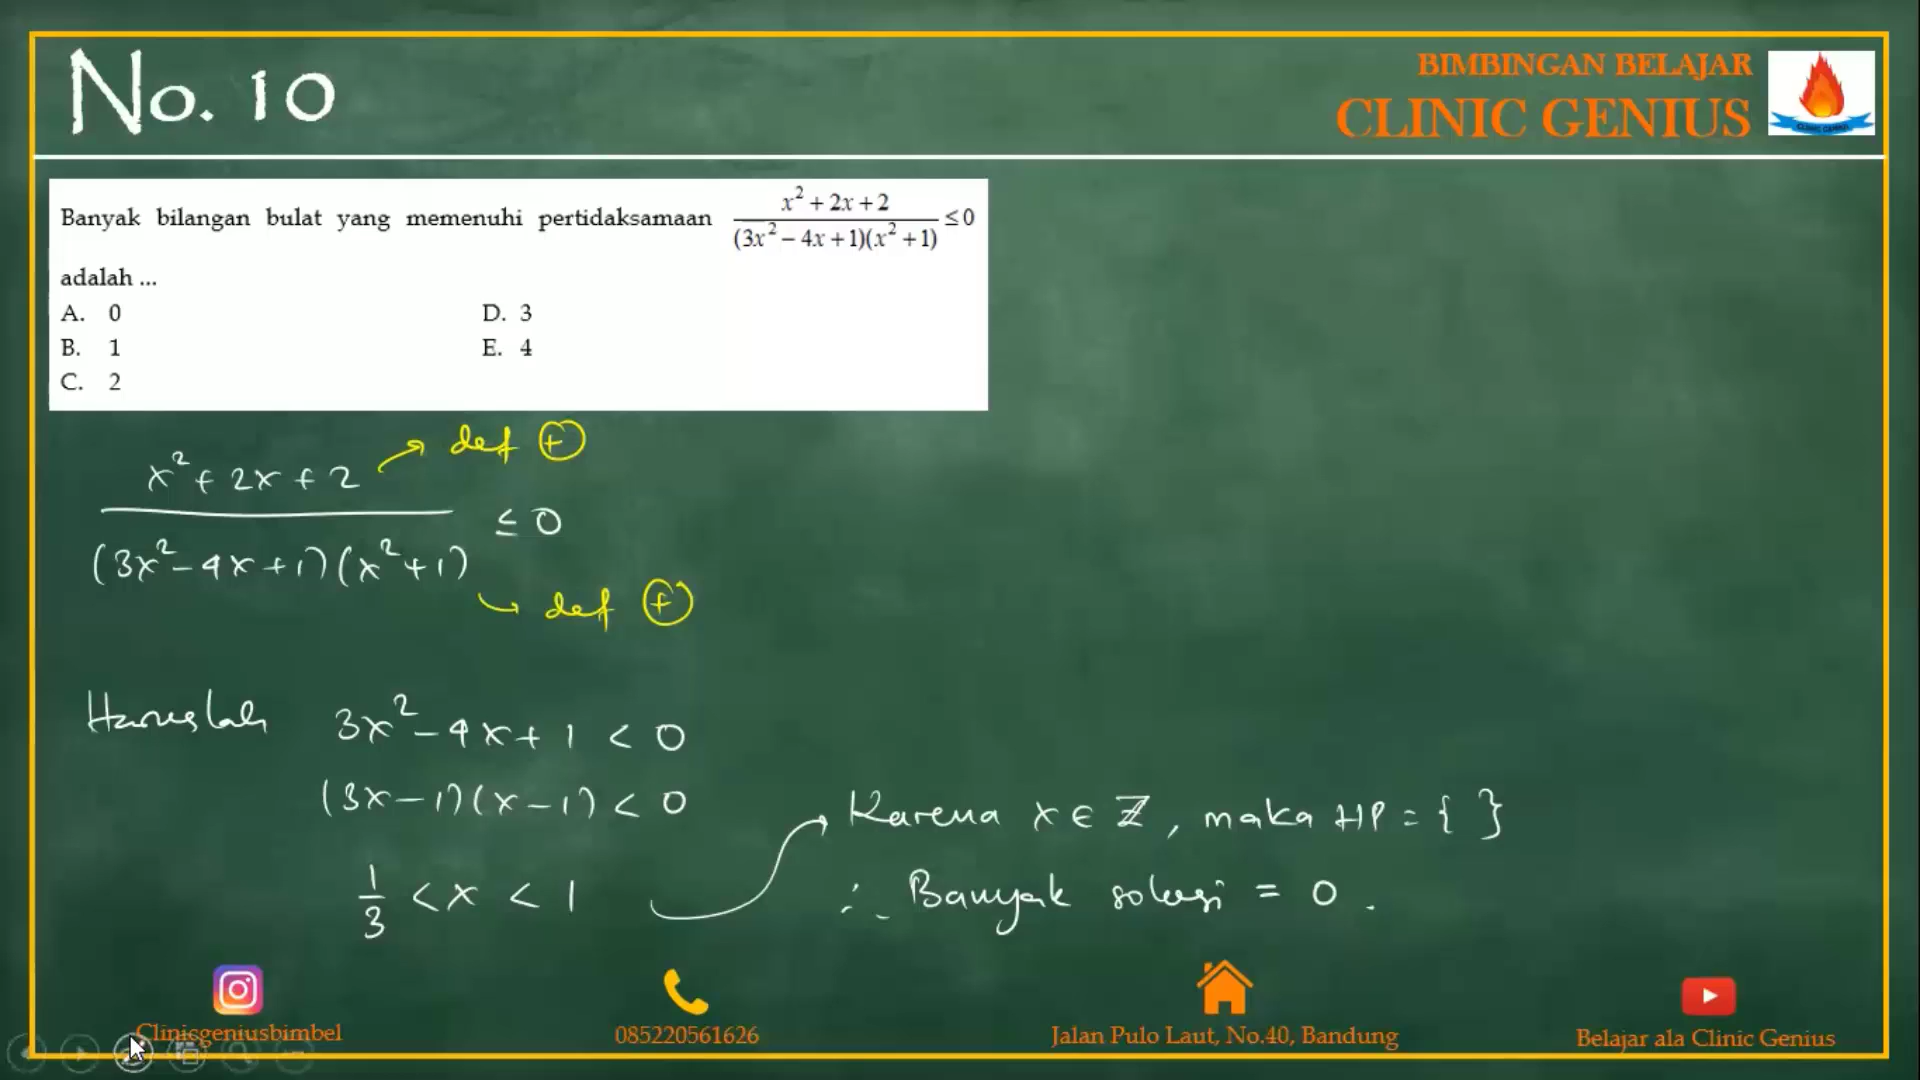 No. 10
BIMBINGAN BELAJAR
CLINIC GENIUS
Banyak bilangan bulat yang memenuhi pertidaksamaan (x² + 2x + 2)/((3x² – 4x + 1)(x² + 1)) ≤ 0
adalah ...
A. 0
B. 1
C. 2
D. 3
E. 4
x² + 2x + 2 → def (+)
≤ 0
(3x² - 4x + 1)(x² + 1)
→ def (+)
Haruslah 3x² - 4x + 1 < 0
(3x - 1)(x - 1) < 0
1/3 < x < 1
Karena x ∈ ℤ, maka HP = { }
∴ Banyak solusi = 0.
Clinicgeniusbimbel
085220561626
Jalan Pulo Laut, No.40, Bandung
Belajar ala Clinic Genius